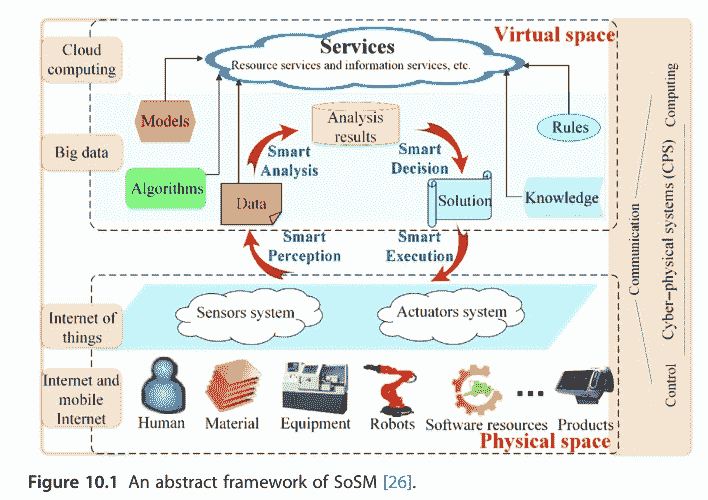 Cloud
computing
Services
Resource services and information services, etc.
Virtual space
Models
Analysis
results
Rules
Big data
Smart
Analysis
Smart
Decision
Algorithms
Data
Solution
Knowledge
Smart
Perception
Smart
Execution
Internet of
things
Sensors system
Actuators system
Internet and
mobile
Internet
Human
Material
Equipment
Robots
Software resources
Products
Physical space
Computing
Communication
Control
Cyber-physical systems (CPS)
Figure 10.1 An abstract framework of SoSM [26].